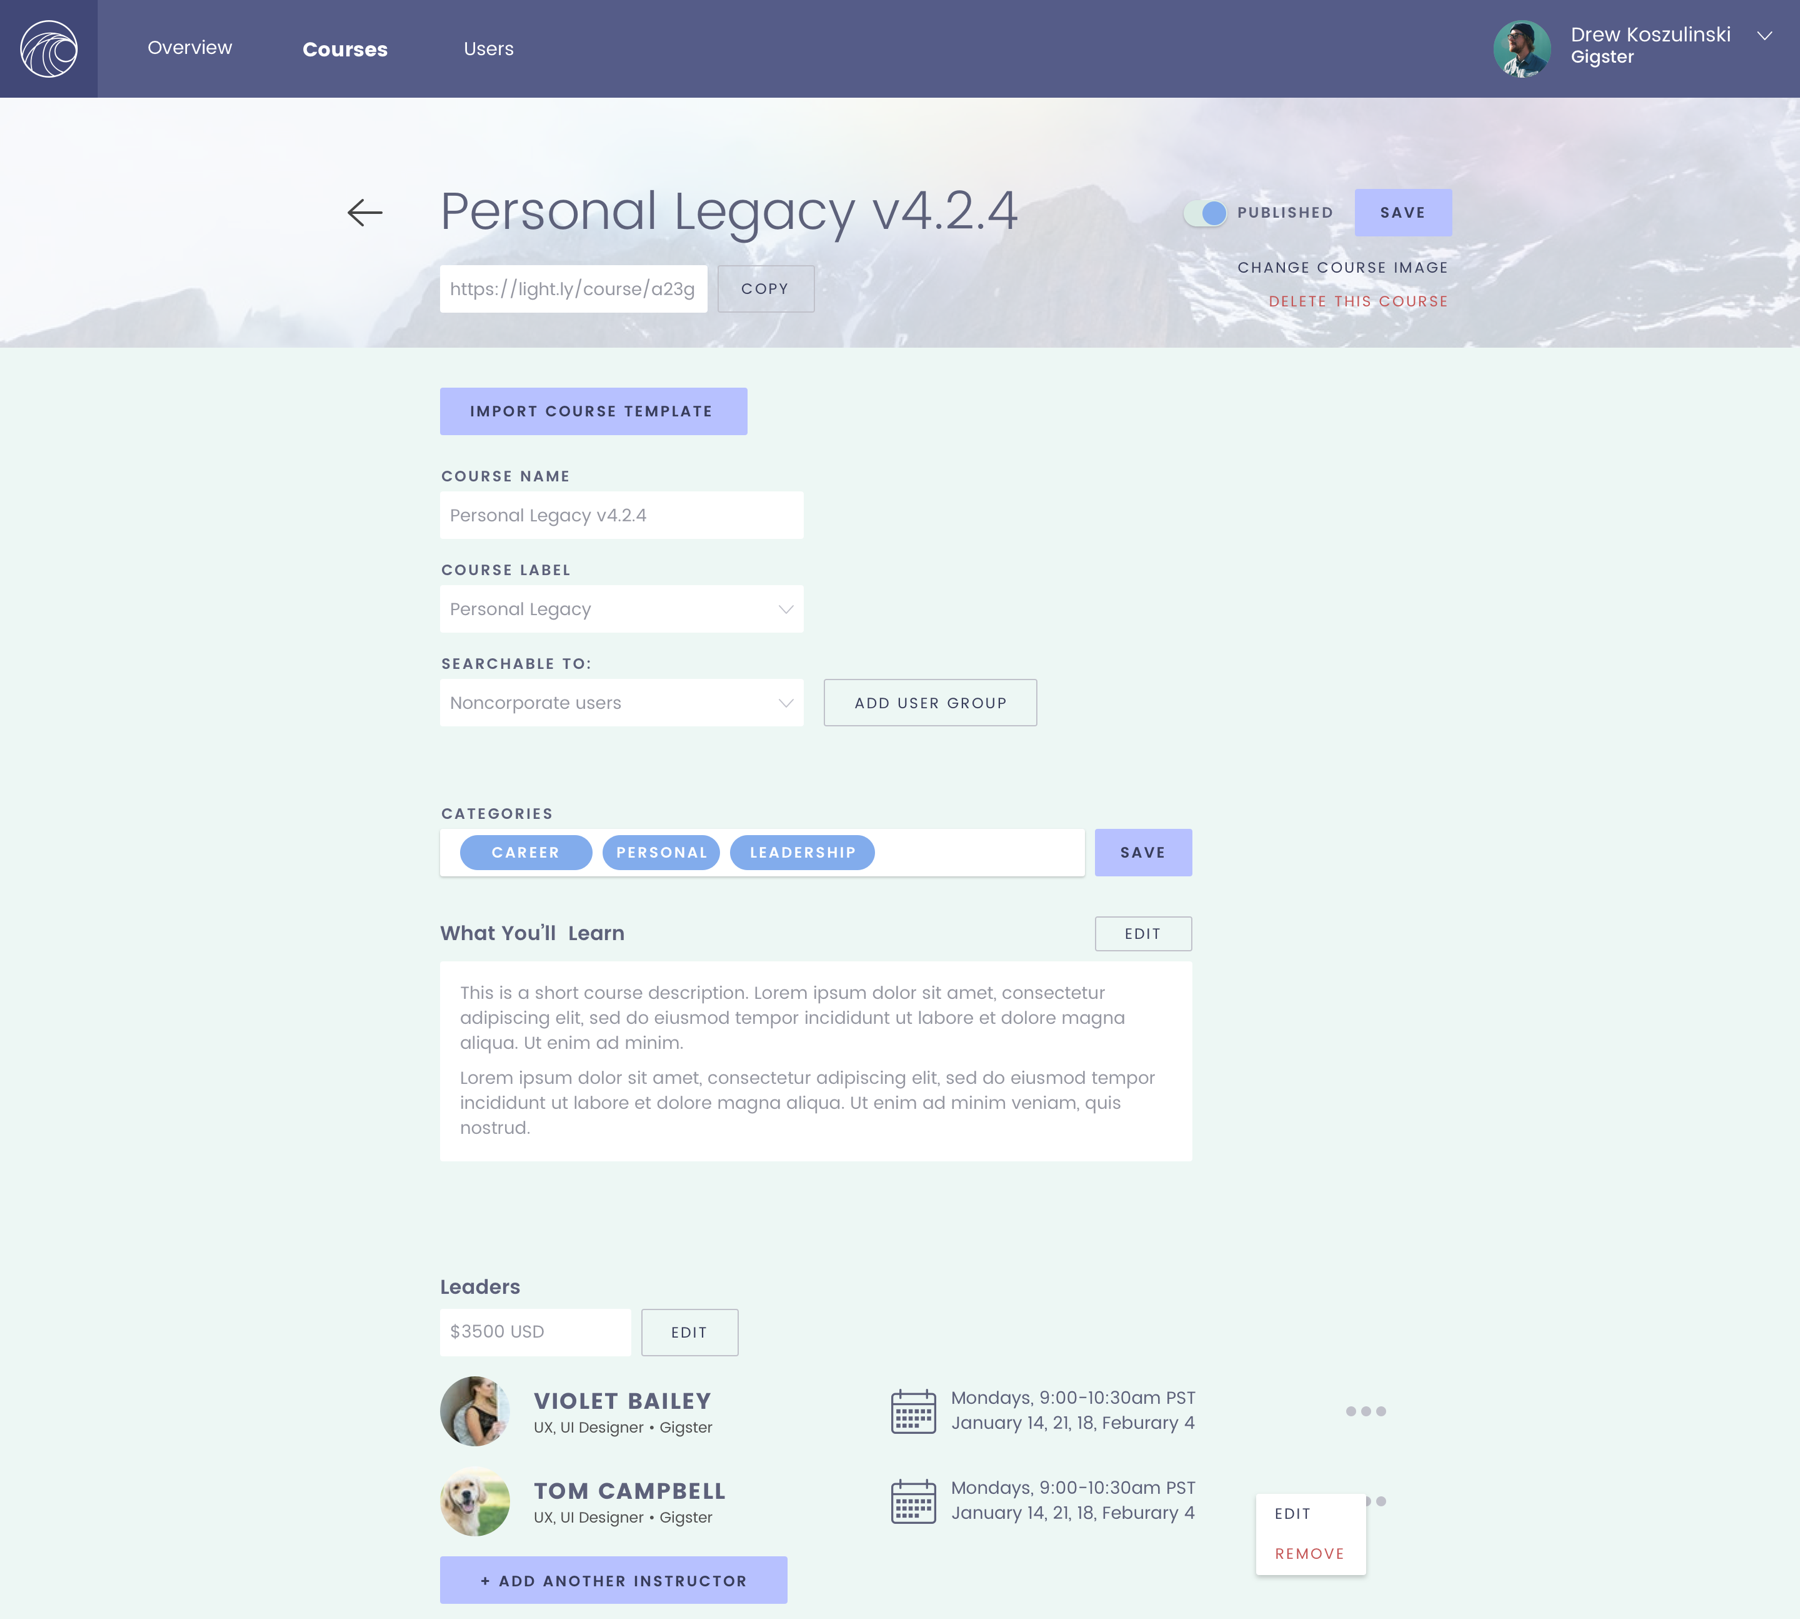 Overview
Courses
Users
Drew Koszulinski
Gigster
Personal Legacy v4.2.4
PUBLISHED
SAVE
https://light.ly/course/a23g
COPY
CHANGE COURSE IMAGE
DELETE THIS COURSE
IMPORT COURSE TEMPLATE
COURSE NAME
Personal Legacy v4.2.4
COURSE LABEL
Personal Legacy
SEARCHABLE TO:
Noncorporate users
ADD USER GROUP
CATEGORIES
CAREER
PERSONAL
LEADERSHIP
SAVE
What You'll Learn
EDIT
This is a short course description. Lorem ipsum dolor sit amet, consectetur
adipiscing elit, sed do eiusmod tempor incididunt ut labore et dolore magna
aliqua. Ut enim ad minim.
Lorem ipsum dolor sit amet, consectetur adipiscing elit, sed do eiusmod tempor
incididunt ut labore et dolore magna aliqua. Ut enim ad minim veniam, quis
nostrud.
Leaders
$3500 USD
EDIT
VIOLET BAILEY
UX, UI Designer • Gigster
Mondays, 9:00-10:30am PST
January 14, 21, 18, Feburary 4
TOM CAMPBELL
UX, UI Designer • Gigster
Mondays, 9:00-10:30am PST
January 14, 21, 18, Feburary 4
EDIT
REMOVE
+ ADD ANOTHER INSTRUCTOR